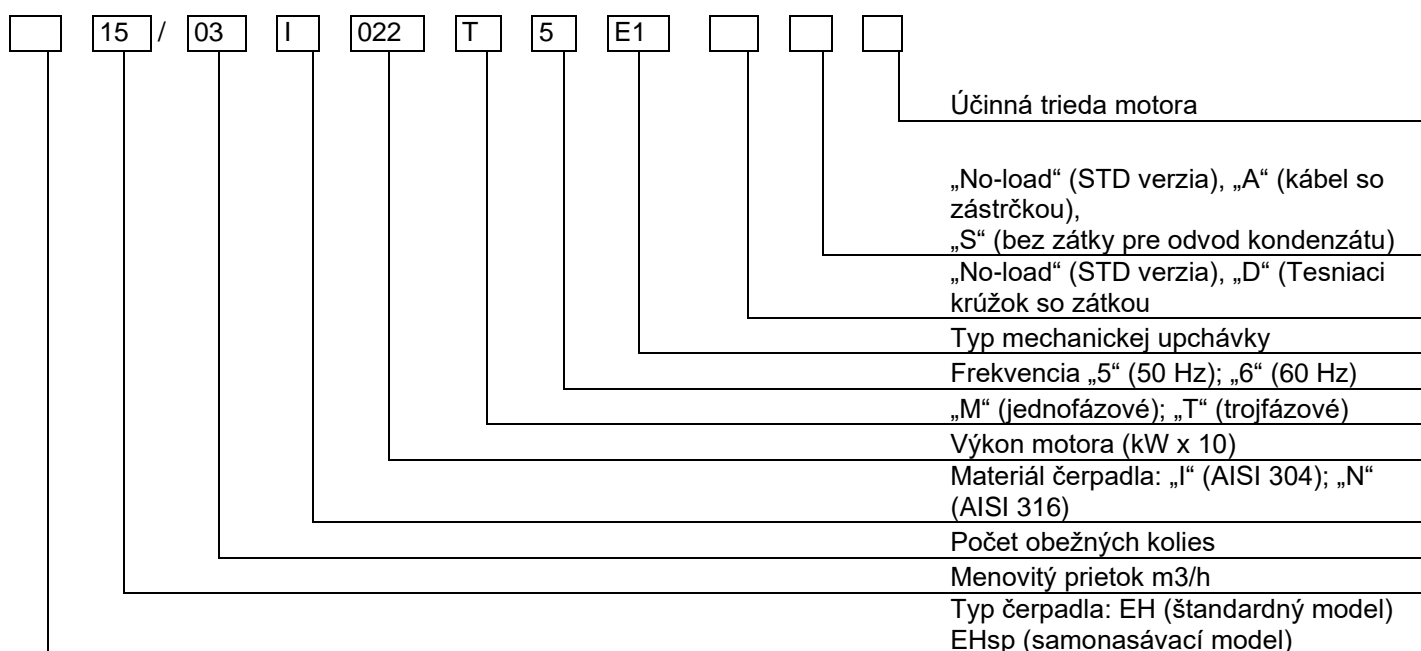 15 / 03 I 022 T 5 E1
Účinná trieda motora
„No-load“ (STD verzia), „A“ (kábel so
zástrčkou),
„S“ (bez zátky pre odvod kondenzátu)
„No-load“ (STD verzia), „D“ (Tesniaci
krúžok so zátkou
Typ mechanickej upchávky
Frekvencia „5“ (50 Hz); „6“ (60 Hz)
„M“ (jednofázové); „T“ (trojfázové)
Výkon motora (kW x 10)
Materiál čerpadla: „I“ (AISI 304); „N“
(AISI 316)
Počet obežných kolies
Menovitý prietok m3/h
Typ čerpadla: EH (štandardný model)
EHsp (samonasávací model)